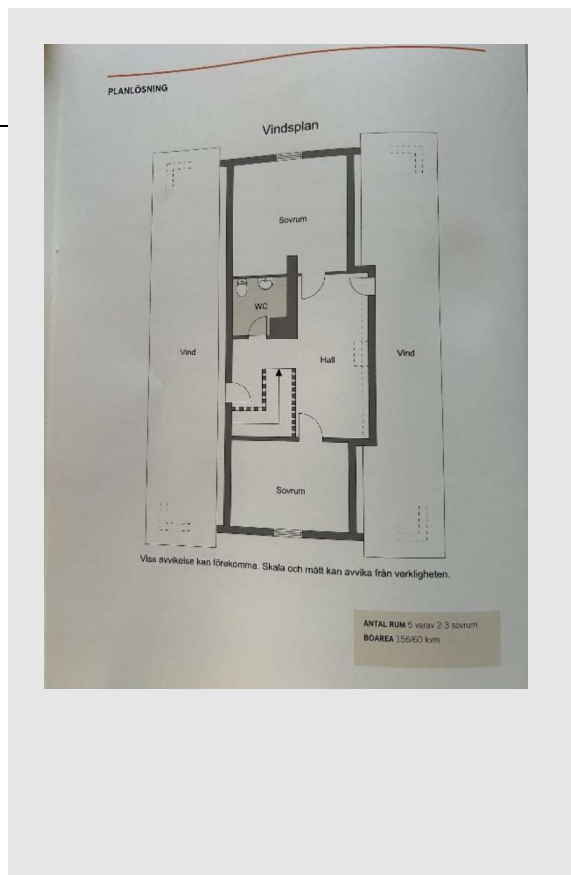 PLANLÖSNING
Vindsplan
Sovrum
WC
Vind
Hall
Vind
Sovrum
Viss avvikelse kan förekomma. Skala och mått kan avvika från verkligheten.
ANTAL RUM 5 varav 2-3 sovrum
BOAREA 156/60 kvm